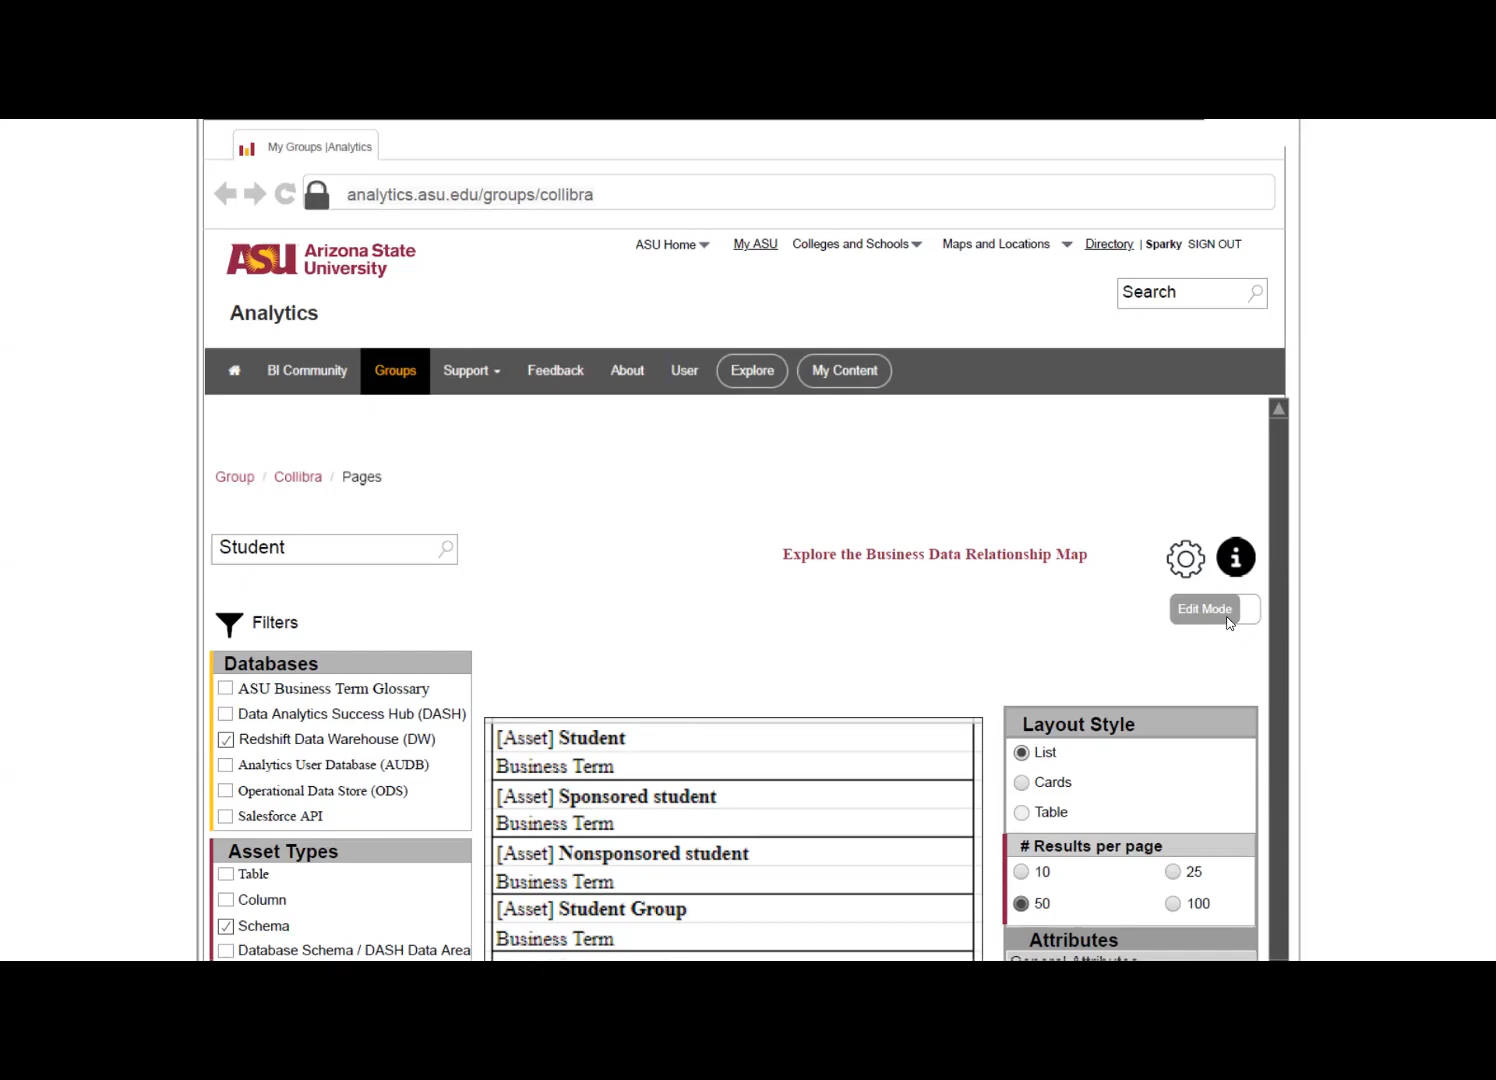 My Groups |Analytics
analytics.asu.edu/groups/collibra
ASU Home My ASU Colleges and Schools Maps and Locations Directory | Sparky SIGN OUT
ASU Arizona State University
Search
Analytics
BI Community Groups Support Feedback About User Explore My Content
Group / Collibra / Pages
Student
Explore the Business Data Relationship Map
Edit Mode
Filters
Databases
ASU Business Term Glossary
Data Analytics Success Hub (DASH)
Redshift Data Warehouse (DW)
Analytics User Database (AUDB)
Operational Data Store (ODS)
Salesforce API
Asset Types
Table
Column
Schema
Database Schema / DASH Data Area
[Asset] Student
Business Term
[Asset] Sponsored student
Business Term
[Asset] Nonsponsored student
Business Term
[Asset] Student Group
Business Term
Layout Style
List
Cards
Table
# Results per page
10 25
50 100
Attributes
General Attributes